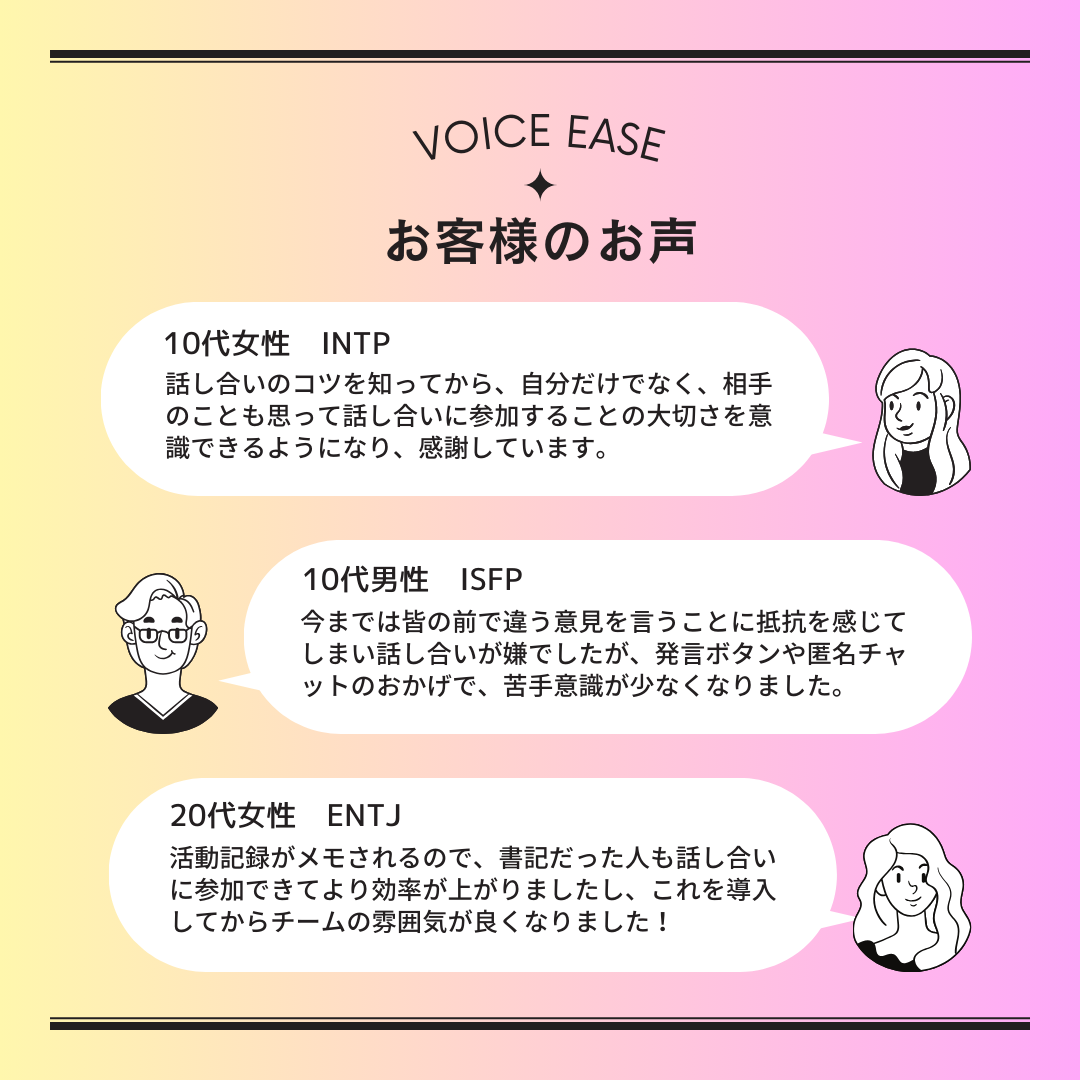 VOICE EASE
お客様のお声
10代女性　INTP
話し合いのコツを知ってから、自分だけでなく、相手
のことも思って話し合いに参加することの大切さを意
識できるようになり、感謝しています。
10代男性　ISFP
今までは皆の前で違う意見を言うことに抵抗を感じて
しまい話し合いが嫌でしたが、発言ボタンや匿名チャ
ットのおかげで、苦手意識が少なくなりました。
20代女性　ENTJ
活動記録がメモされるので、書記だった人も話し合い
に参加できてより効率が上がりましたし、これを導入
してからチームの雰囲気が良くなりました！